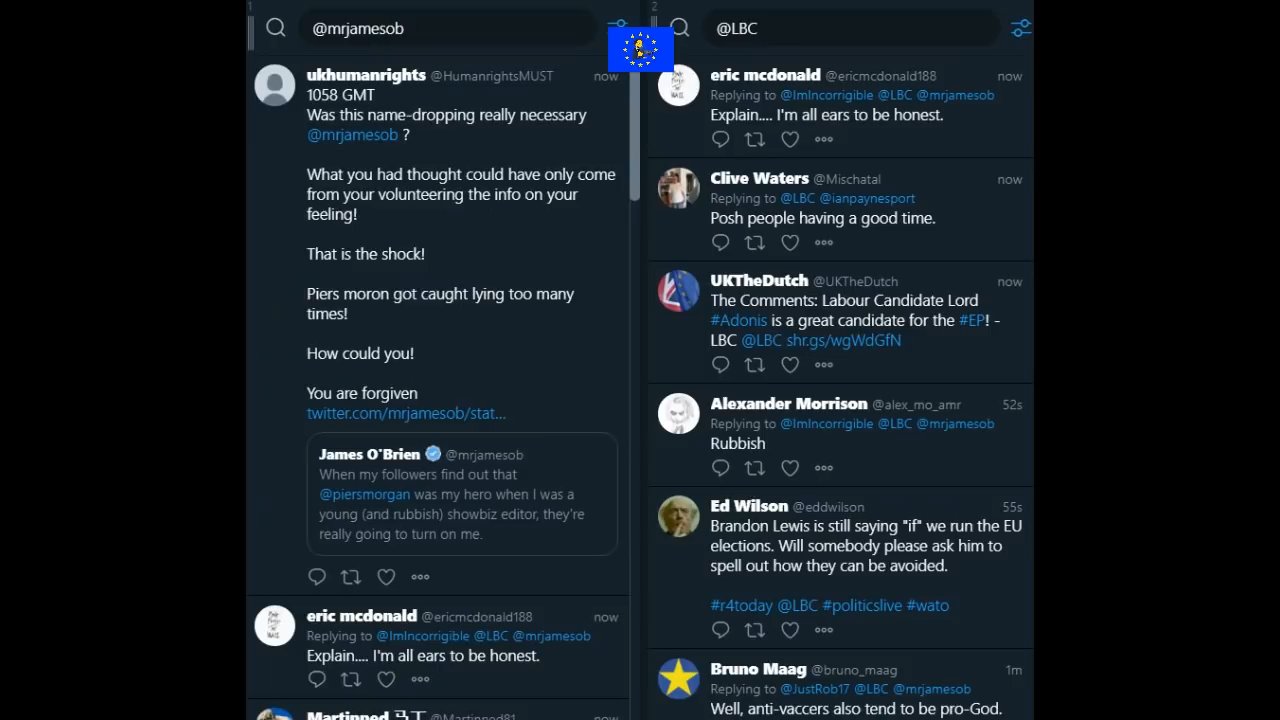 1
@mrjamesob
ukhumanrights @HumanrightsMUST now
1058 GMT
Was this name-dropping really necessary
@mrjamesob ?
What you had thought could have only come
from your volunteering the info on your
feeling!
That is the shock!
Piers moron got caught lying too many
times!
How could you!
You are forgiven
twitter.com/mrjamesob/stat...
James O'Brien @mrjamesob
When my followers find out that
@piersmorgan was my hero when I was a
young (and rubbish) showbiz editor, they're
really going to turn on me.
eric mcdonald @ericmcdonald188 now
Replying to @ImIncorrigible @LBC @mrjamesob
Explain.... I'm all ears to be honest.
Martinned @Martinned81 now
2
@LBC
eric mcdonald @ericmcdonald188 now
Replying to @ImIncorrigible @LBC @mrjamesob
Explain.... I'm all ears to be honest.
Clive Waters @Mischatal now
Replying to @LBC @ianpaynesport
Posh people having a good time.
UKTheDutch @UKTheDutch now
The Comments: Labour Candidate Lord
#Adonis is a great candidate for the #EP! -
LBC @LBC shr.gs/wgWdGfN
Alexander Morrison @alex_mo_amr 52s
Replying to @ImIncorrigible @LBC @mrjamesob
Rubbish
Ed Wilson @eddwilson 55s
Brandon Lewis is still saying "if" we run the EU
elections. Will somebody please ask him to
spell out how they can be avoided.
#r4today @LBC #politicslive #wato
Bruno Maag @bruno_maag 1m
Replying to @JustRob17 @LBC @mrjamesob
Well, anti-vaccers also tend to be pro-God.